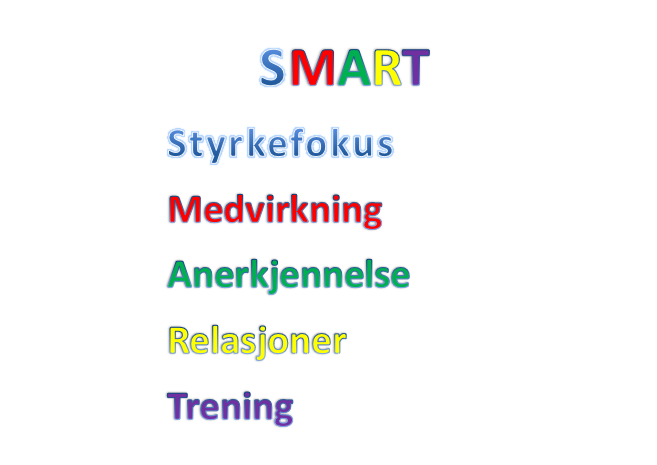 SMART
Styrkefokus
Medvirkning
Anerkjennelse
Relasjoner
Trening